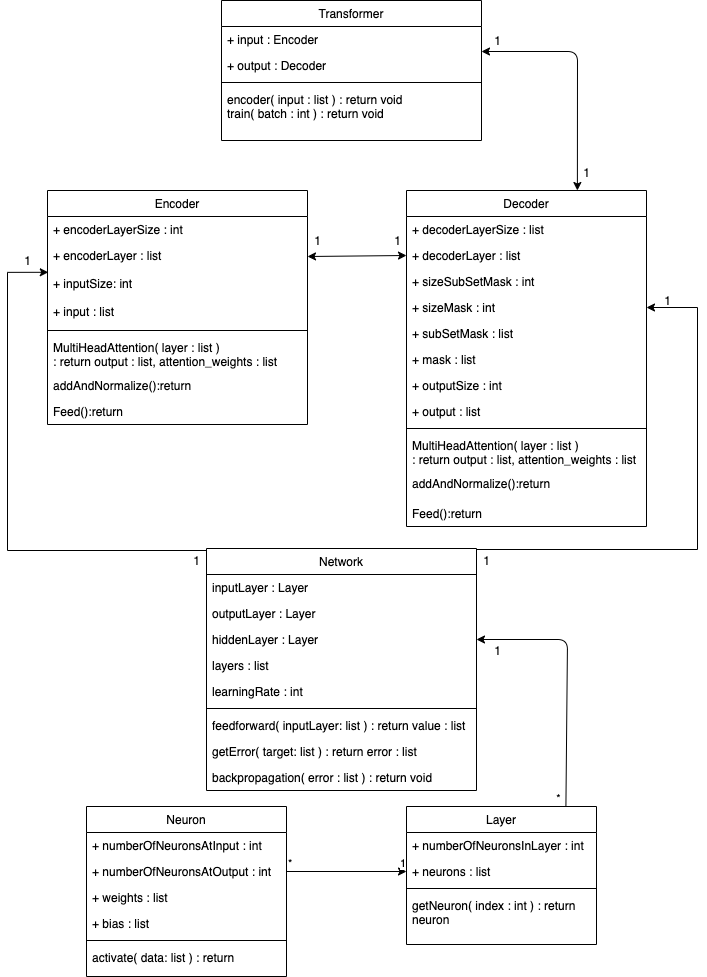 Transformer
+ input : Encoder
+ output : Decoder
encoder( input : list ) : return void
train( batch : int ) : return void
1
1
Encoder
+ encoderLayerSize : int
+ encoderLayer : list
+ inputSize: int
+ input : list
MultiHeadAttention( layer : list )
: return output : list, attention_weights : list
addAndNormalize():return
Feed():return
1
1
1
Decoder
+ decoderLayerSize : list
+ decoderLayer : list
+ sizeSubSetMask : int
+ sizeMask : int
+ subSetMask : list
+ mask : list
+ outputSize : int
+ output : list
MultiHeadAttention( layer : list )
: return output : list, attention_weights : list
addAndNormalize():return
Feed():return
1
1
1
Network
inputLayer : Layer
outputLayer : Layer
hiddenLayer : Layer
layers : list
learningRate : int
feedforward( inputLayer: list ) : return value : list
getError( target: list ) : return error : list
backpropagation( error : list ) : return void
1
*
Neuron
+ numberOfNeuronsAtInput : int
+ numberOfNeuronsAtOutput : int
+ weights : list
+ bias : list
activate( data: list ) : return
*
1
Layer
+ numberOfNeuronsInLayer : int
+ neurons : list
getNeuron( index : int ) : return
neuron